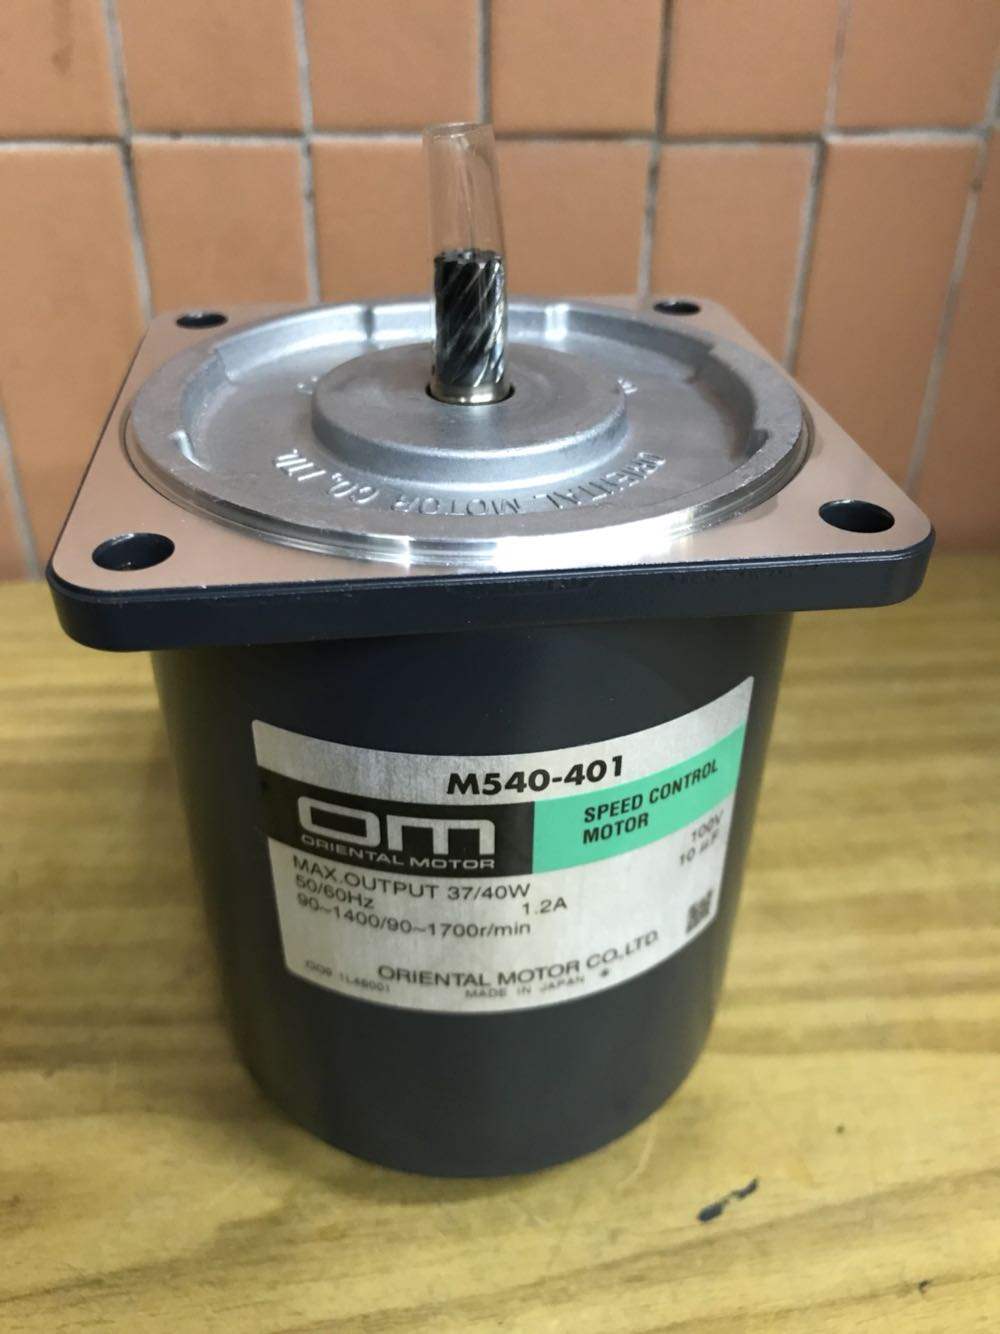 ORIENTAL MOTOR CO., LTD.
M540-401
OM
ORIENTAL MOTOR
SPEED CONTROL
MOTOR
MAX.OUTPUT 37/40W
50/60Hz 1.2A
90~1400/90~1700r/min
100V
10 μF
ORIENTAL MOTOR CO.,LTD.
MADE IN JAPAN